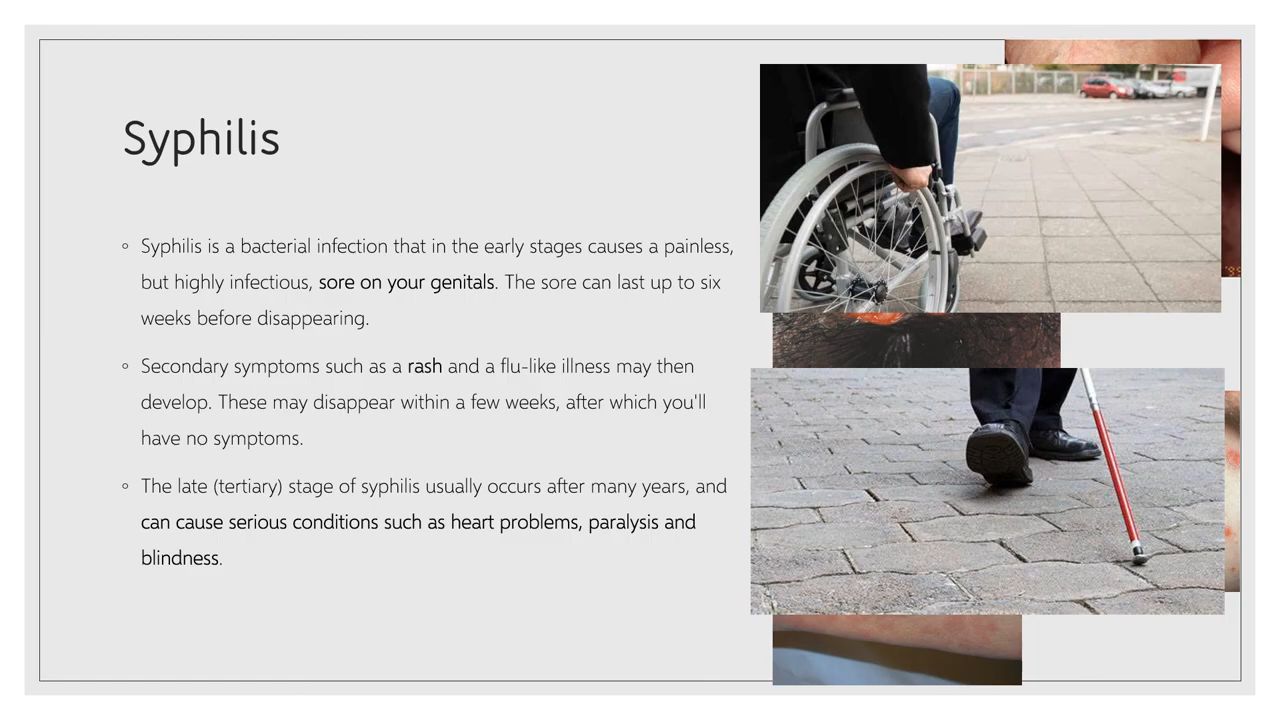 Syphilis
◦ Syphilis is a bacterial infection that in the early stages causes a painless,
but highly infectious, sore on your genitals. The sore can last up to six
weeks before disappearing.
◦ Secondary symptoms such as a rash and a flu-like illness may then
develop. These may disappear within a few weeks, after which you'll
have no symptoms.
◦ The late (tertiary) stage of syphilis usually occurs after many years, and
can cause serious conditions such as heart problems, paralysis and
blindness.